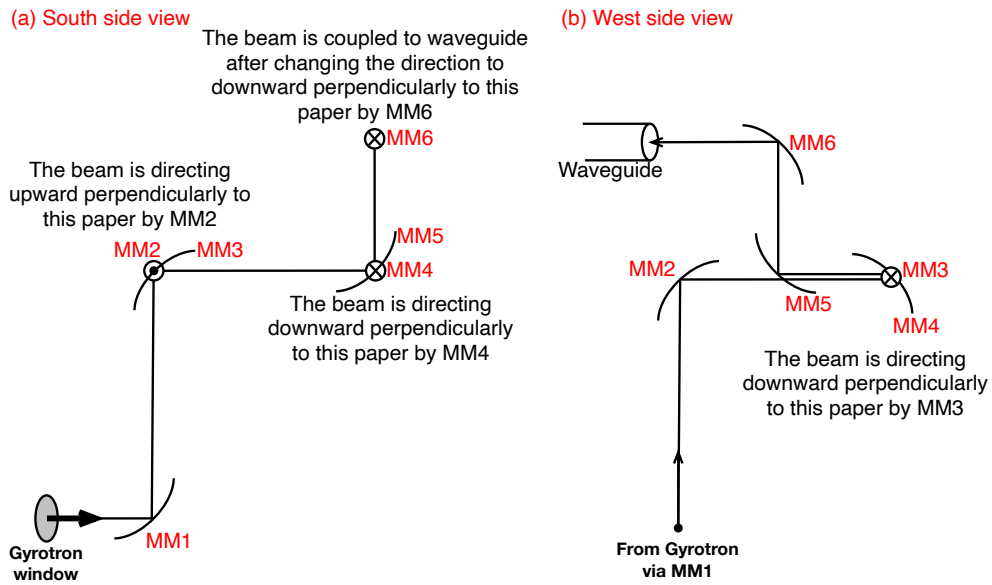 (a) South side view
The beam is coupled to waveguide
after changing the direction to
downward perpendicularly to this
paper by MM6
MM6
The beam is directing
upward perpendicularly to
this paper by MM2
MM2
MM3
MM5
MM4
The beam is directing
downward perpendicularly
to this paper by MM4
MM1
Gyrotron
window
(b) West side view
MM6
Waveguide
MM2
MM3
MM5
MM4
The beam is directing
downward perpendicularly
to this paper by MM3
From Gyrotron
via MM1